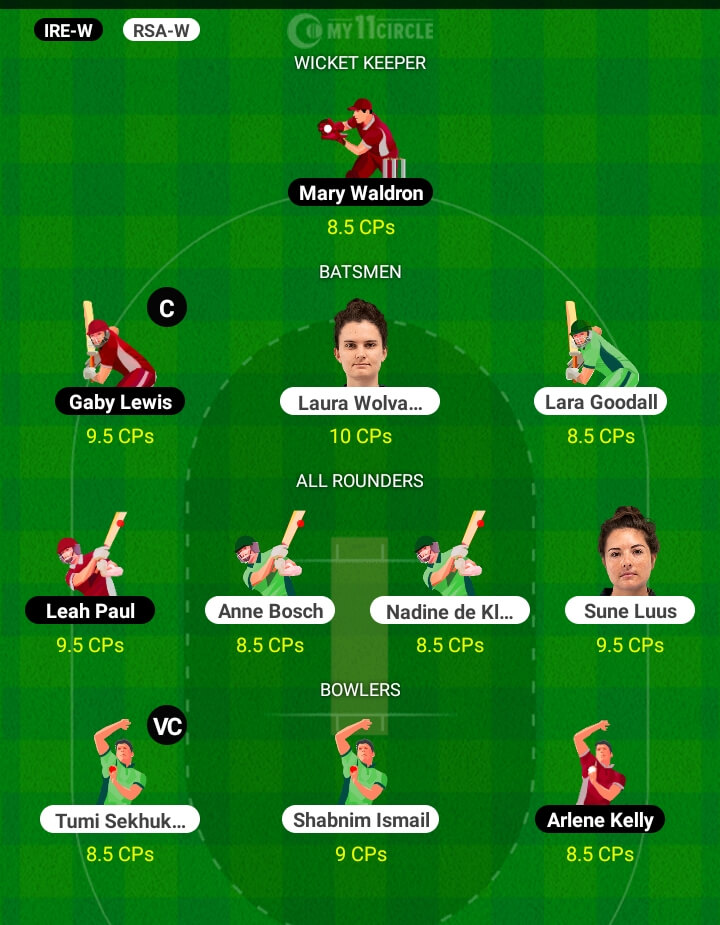 IRE-W RSA-W MY11CIRCLE
WICKET KEEPER
Mary Waldron
8.5 CPs
BATSMEN
C
Gaby Lewis Laura Wolva... Lara Goodall
9.5 CPs 10 CPs 8.5 CPs
ALL ROUNDERS
Leah Paul Anne Bosch Nadine de Kl... Sune Luus
9.5 CPs 8.5 CPs 8.5 CPs 9.5 CPs
BOWLERS
VC
Tumi Sekhuk... Shabnim Ismail Arlene Kelly
8.5 CPs 9 CPs 8.5 CPs